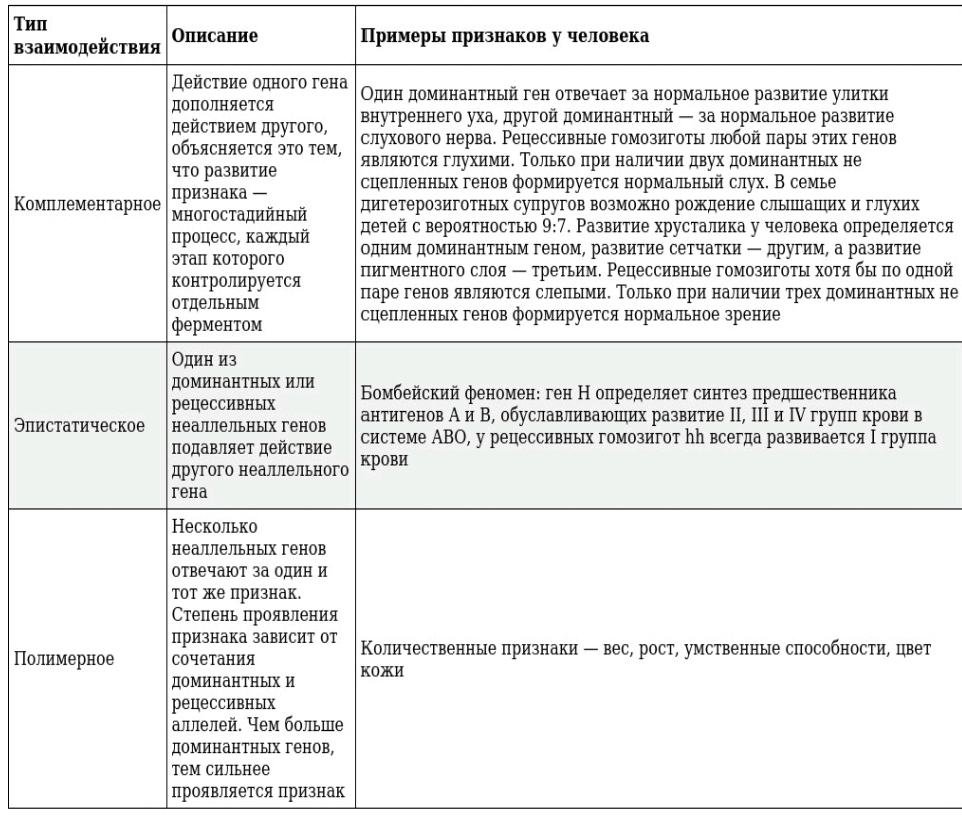 Тип
взаимодействия
Описание
Примеры признаков у человека
Комплементарное
Действие одного гена
дополняется
действием другого,
объясняется это тем,
что развитие
признака —
многостадийный
процесс, каждый
этап которого
контролируется
отдельным
ферментом
Один доминантный ген отвечает за нормальное развитие улитки
внутреннего уха, другой доминантный — за нормальное развитие
слухового нерва. Рецессивные гомозиготы любой пары этих генов
являются глухими. Только при наличии двух доминантных не
сцепленных генов формируется нормальный слух. В семье
дигетерозиготных супругов возможно рождение слышащих и глухих
детей с вероятностью 9:7. Развитие хрусталика у человека определяется
одним доминантным геном, развитие сетчатки — другим, а развитие
пигментного слоя — третьим. Рецессивные гомозиготы хотя бы по одной
паре генов являются слепыми. Только при наличии трех доминантных не
сцепленных генов формируется нормальное зрение
Эпистатическое
Один из
доминантных или
рецессивных
неаллельных генов
подавляет действие
другого неаллельного
гена
Бомбейский феномен: ген Н определяет синтез предшественника
антигенов А и В, обуславливающих развитие II, III и IV групп крови в
системе АВО, у рецессивных гомозигот hh всегда развивается I группа
крови
Полимерное
Несколько
неаллельных генов
отвечают за один и
тот же признак.
Степень проявления
признака зависит от
сочетания
доминантных и
рецессивных
аллелей. Чем больше
доминантных генов,
тем сильнее
проявляется признак
Количественные признаки — вес, рост, умственные способности, цвет
кожи